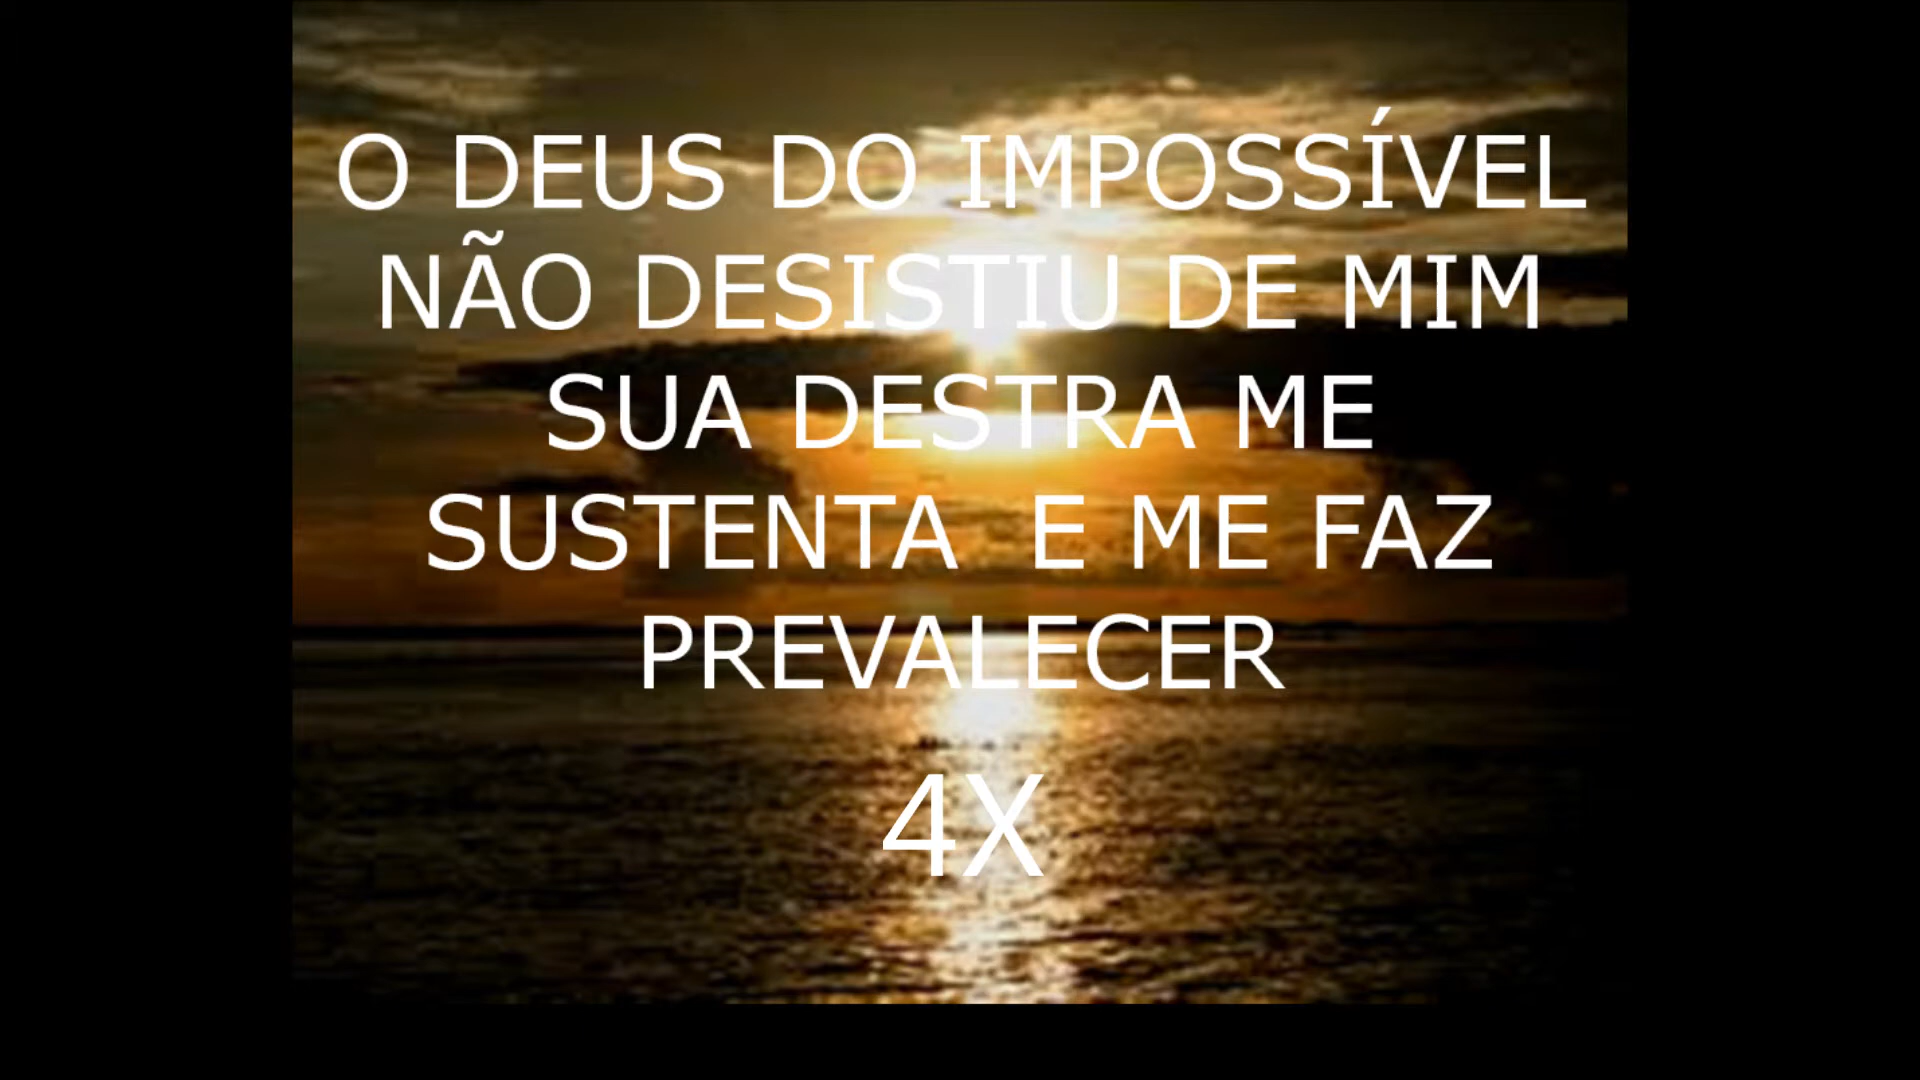 O DEUS DO IMPOSSÍVEL
NÃO DESISTIU DE MIM
SUA DESTRA ME
SUSTENTA  E ME FAZ
PREVALECER
4X